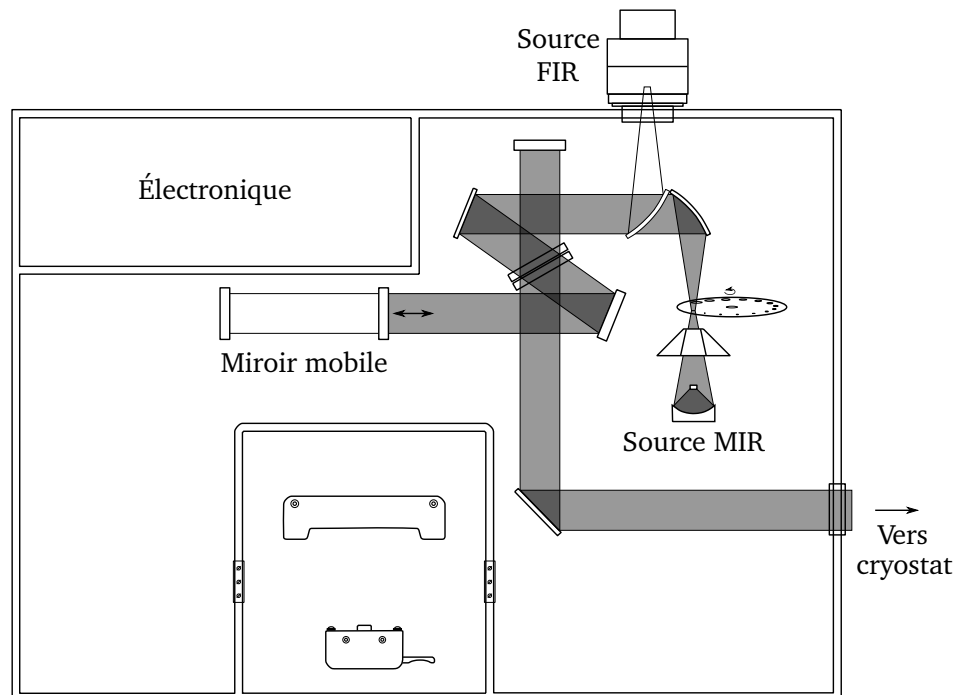 Source
FIR
Électronique
Miroir mobile
Source MIR
Vers
cryostat